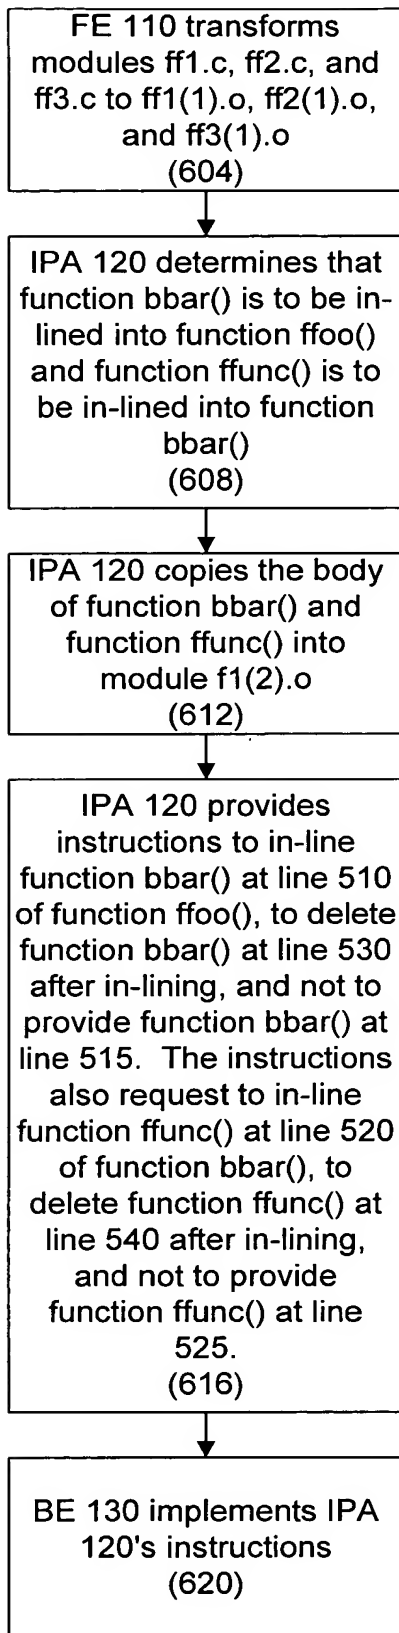 FE 110 transforms
modules ff1.c, ff2.c, and
ff3.c to ff1(1).o, ff2(1).o,
and ff3(1).o
(604)
IPA 120 determines that
function bbar() is to be in-
lined into function ffoo()
and function ffunc() is to
be in-lined into function
bbar()
(608)
IPA 120 copies the body
of function bbar() and
function ffunc() into
module f1(2).o
(612)
IPA 120 provides
instructions to in-line
function bbar() at line 510
of function ffoo(), to delete
function bbar() at line 530
after in-lining, and not to
provide function bbar() at
line 515. The instructions
also request to in-line
function ffunc() at line 520
of function bbar(), to
delete function ffunc() at
line 540 after in-lining,
and not to provide
function ffunc() at line
525.
(616)
BE 130 implements IPA
120's instructions
(620)